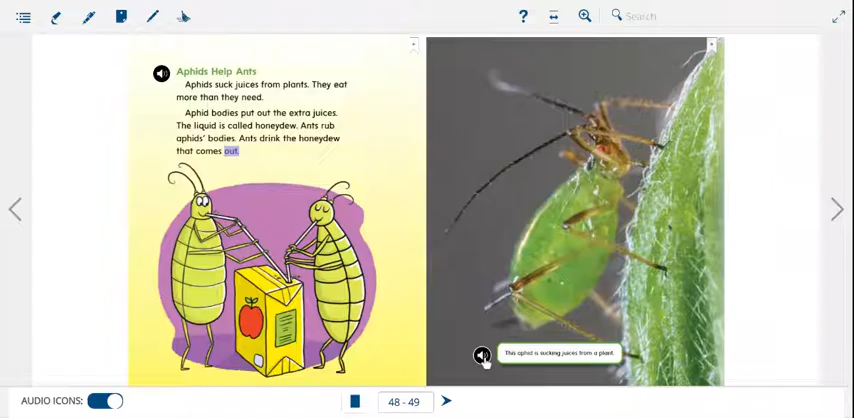 Search
Aphids Help Ants
Aphids suck juices from plants. They eat
more than they need.
Aphid bodies put out the extra juices.
The liquid is called honeydew. Ants rub
aphids' bodies. Ants drink the honeydew
that comes out.
This aphid is sucking juices from a plant.
AUDIO ICONS:
48 - 49